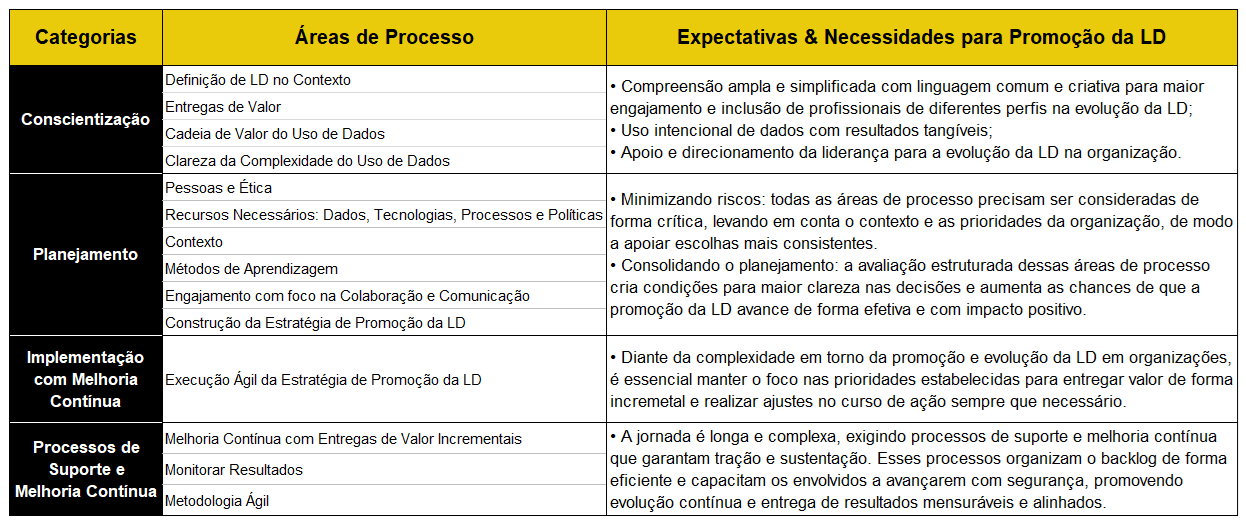 Categorias
Áreas de Processo
Expectativas & Necessidades para Promoção da LD
Conscientização
Definição de LD no Contexto
Entregas de Valor
Cadeia de Valor do Uso de Dados
Clareza da Complexidade do Uso de Dados
• Compreensão ampla e simplificada com linguagem comum e criativa para maior
engajamento e inclusão de profissionais de diferentes perfis na evolução da LD;
• Uso intencional de dados com resultados tangíveis;
• Apoio e direcionamento da liderança para a evolução da LD na organização.
Planejamento
Pessoas e Ética
Recursos Necessários: Dados, Tecnologias, Processos e Políticas
Contexto
Métodos de Aprendizagem
Engajamento com foco na Colaboração e Comunicação
Construção da Estratégia de Promoção da LD
• Minimizando riscos: todas as áreas de processo precisam ser consideradas de
forma crítica, levando em conta o contexto e as prioridades da organização, de modo
a apoiar escolhas mais consistentes.
• Consolidando o planejamento: a avaliação estruturada dessas áreas de processo
cria condições para maior clareza nas decisões e aumenta as chances de que a
promoção da LD avance de forma efetiva e com impacto positivo.
Implementação
com Melhoria
Contínua
Execução Ágil da Estratégia de Promoção da LD
• Diante da complexidade em torno da promoção e evolução da LD em organizações,
é essencial manter o foco nas prioridades estabelecidas para entregar valor de forma
incremetal e realizar ajustes no curso de ação sempre que necessário.
Processos de
Suporte e
Melhoria Contínua
Melhoria Contínua com Entregas de Valor Incrementais
Monitorar Resultados
Metodologia Ágil
• A jornada é longa e complexa, exigindo processos de suporte e melhoria contínua
que garantam tração e sustentação. Esses processos organizam o backlog de forma
eficiente e capacitam os envolvidos a avançarem com segurança, promovendo
evolução contínua e entrega de resultados mensuráveis e alinhados.